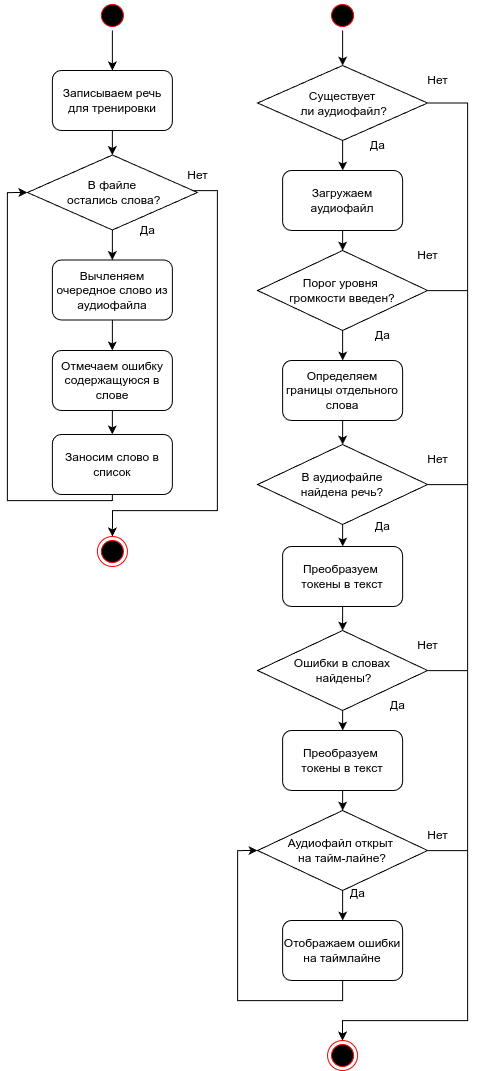 Записываем речь
для тренировки
В файле
остались слова?
Нет
Да
Вычленяем
очередное слово из
аудиофайла
Отмечаем ошибку
содержащуюся в
слове
Заносим слово в
список
Существует
ли аудиофайл?
Нет
Да
Загружаем
аудиофайл
Порог уровня
громкости введен?
Нет
Да
Определяем
границы отдельного
слова
В аудиофайле
найдена речь?
Нет
Да
Преобразуем
токены в текст
Ошибки в словах
найдены?
Нет
Да
Преобразуем
токены в текст
Аудиофайл открыт
на тайм-лайне?
Нет
Да
Отображаем ошибки
на таймлайне